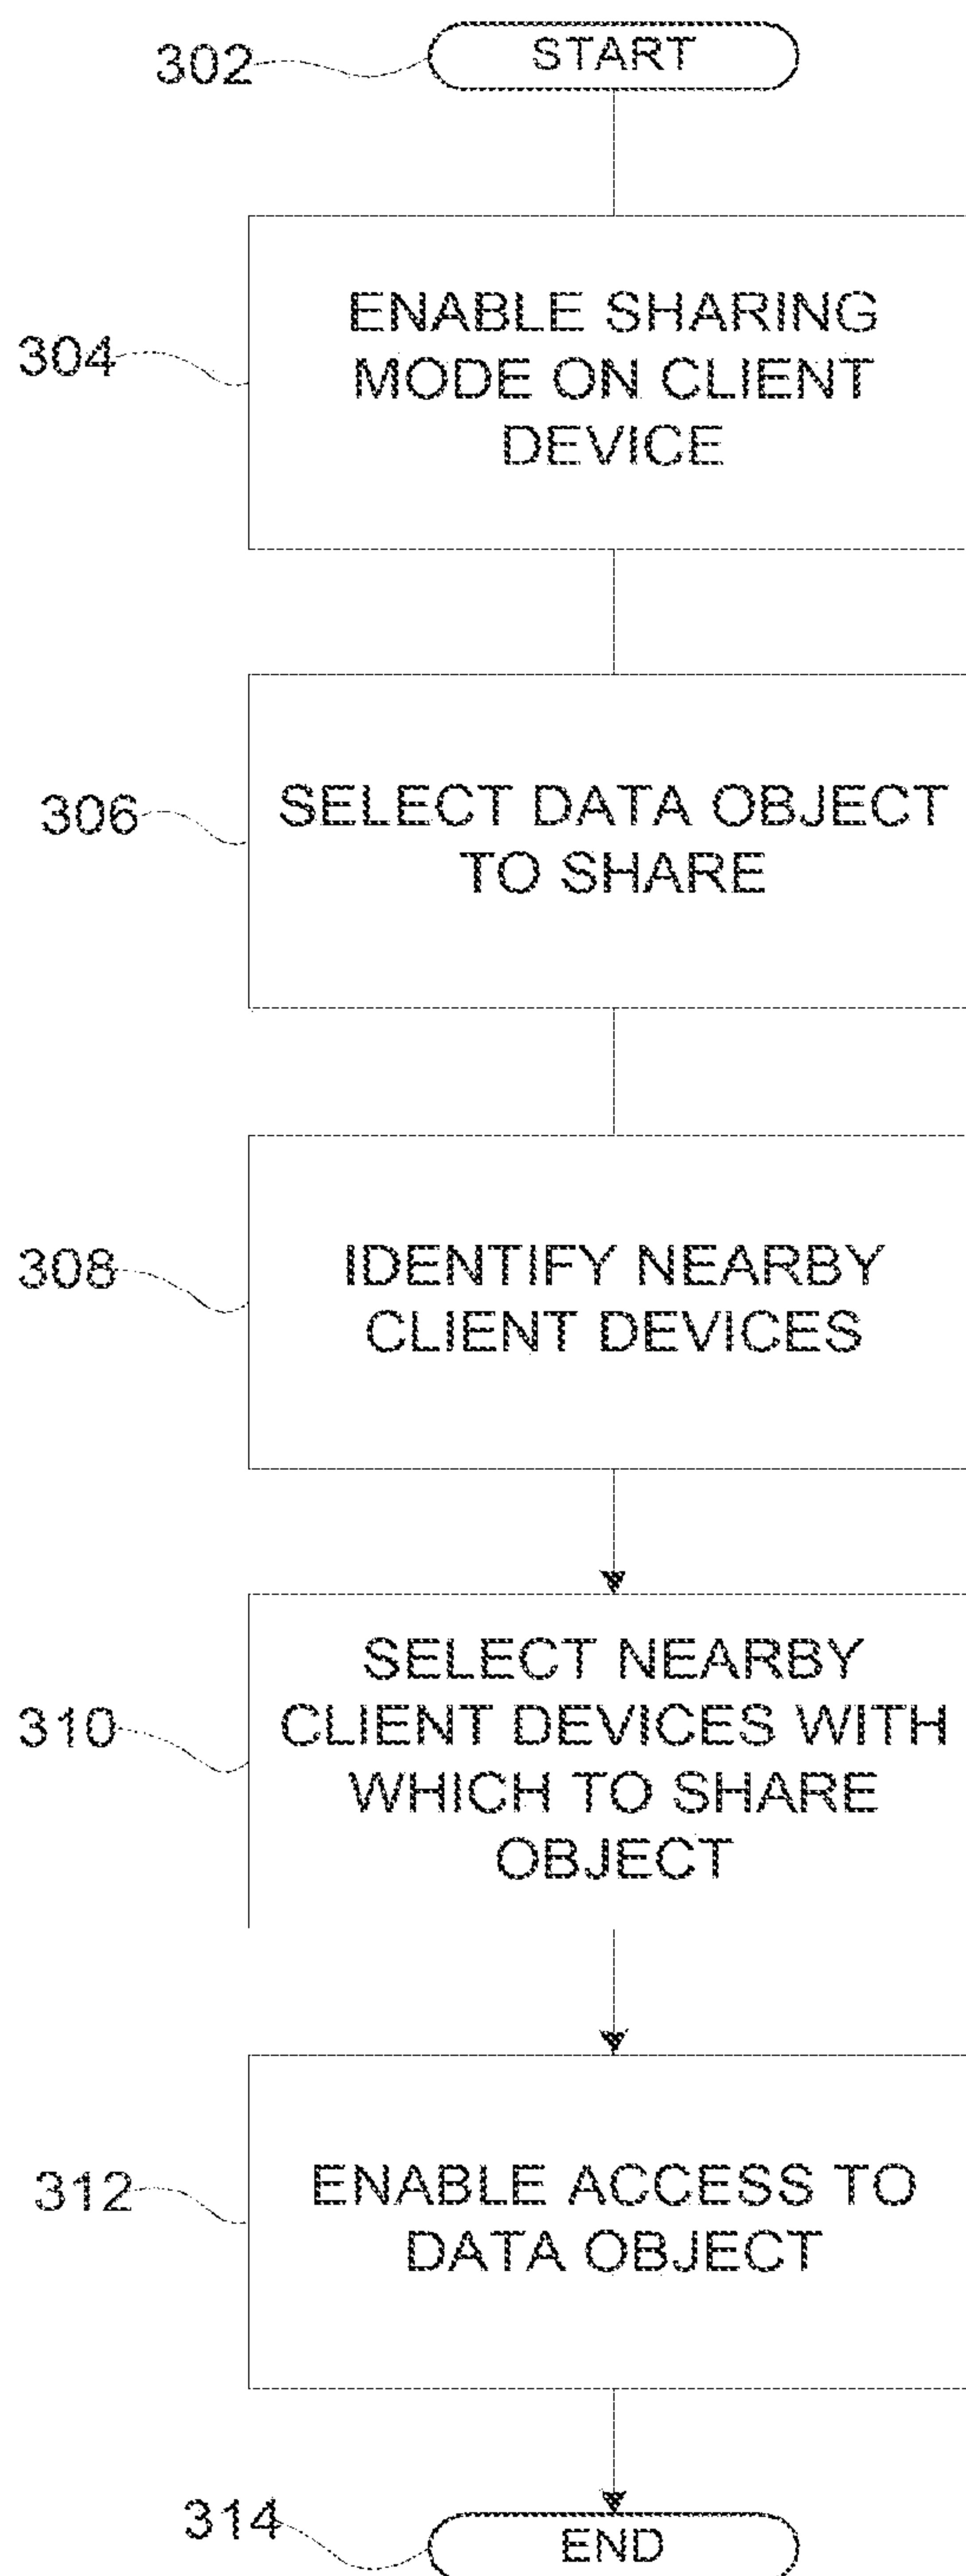 302
START
304
ENABLE SHARING
MODE ON CLIENT
DEVICE
306
SELECT DATA OBJECT
TO SHARE
308
IDENTIFY NEARBY
CLIENT DEVICES
310
SELECT NEARBY
CLIENT DEVICES WITH
WHICH TO SHARE
OBJECT
312
ENABLE ACCESS TO
DATA OBJECT
314
END